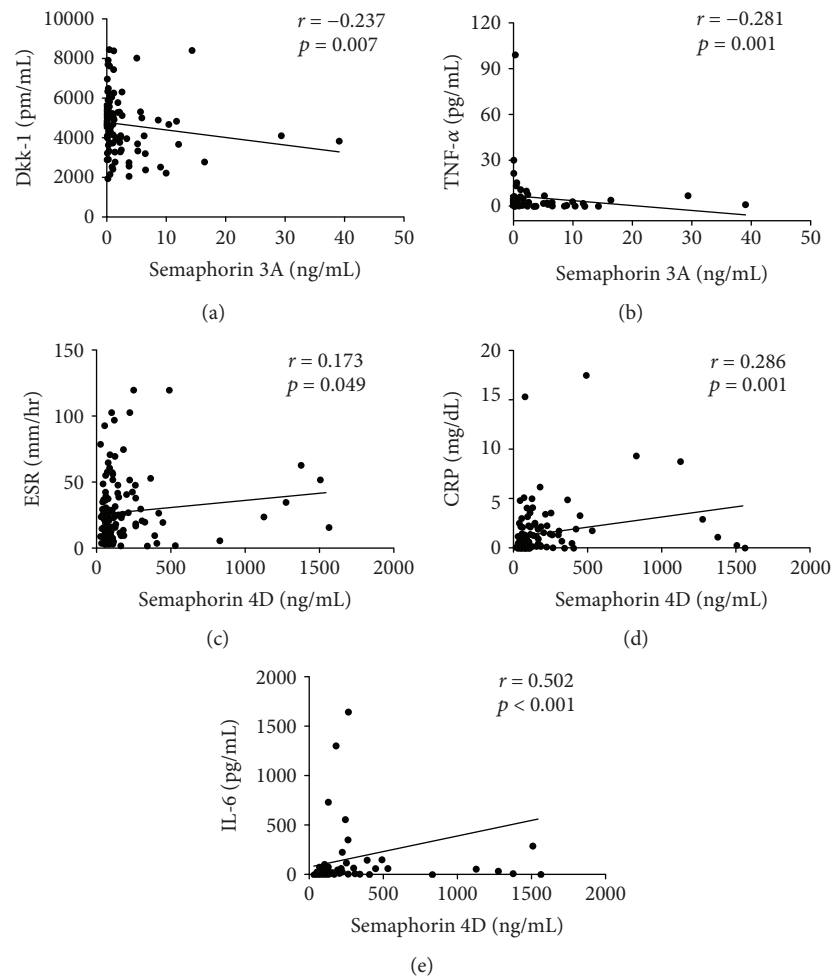 r = −0.237
p = 0.007
Dkk-1 (pm/mL)
10000
8000
6000
4000
2000
0
0 10 20 30 40 50
Semaphorin 3A (ng/mL)
(a)
r = −0.281
p = 0.001
TNF-α (pg/mL)
120
90
60
30
0
0 10 20 30 40 50
Semaphorin 3A (ng/mL)
(b)
r = 0.173
p = 0.049
ESR (mm/hr)
150
100
50
0
0 500 1000 1500 2000
Semaphorin 4D (ng/mL)
(c)
r = 0.286
p = 0.001
CRP (mg/dL)
20
15
10
5
0
0 500 1000 1500 2000
Semaphorin 4D (ng/mL)
(d)
r = 0.502
p < 0.001
IL-6 (pg/mL)
2000
1500
1000
500
0
0 500 1000 1500 2000
Semaphorin 4D (ng/mL)
(e)